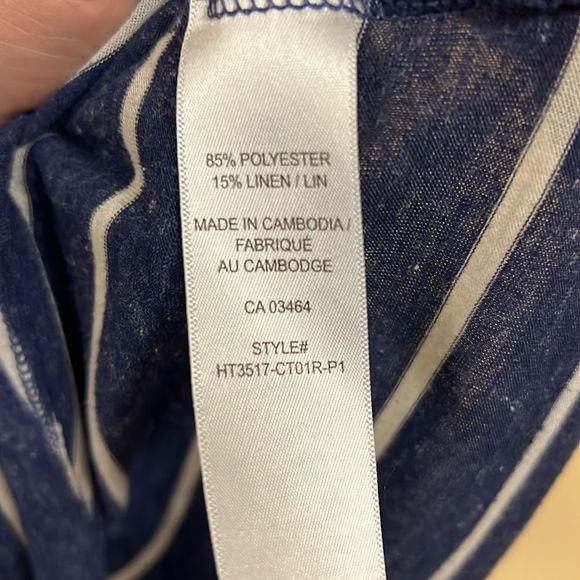 85% POLYESTER
15% LINEN / LIN
MADE IN CAMBODIA /
FABRIQUÉ
AU CAMBODGE
CA 03464
STYLE#
HT3517-CT01R-P1